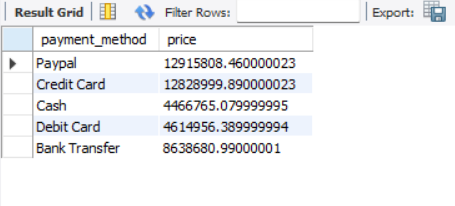 Result Grid Filter Rows: Export:
payment_method price
Paypal 12915808.460000023
Credit Card 12828999.890000023
Cash 4466765.079999995
Debit Card 4614956.389999994
Bank Transfer 8638680.99000001